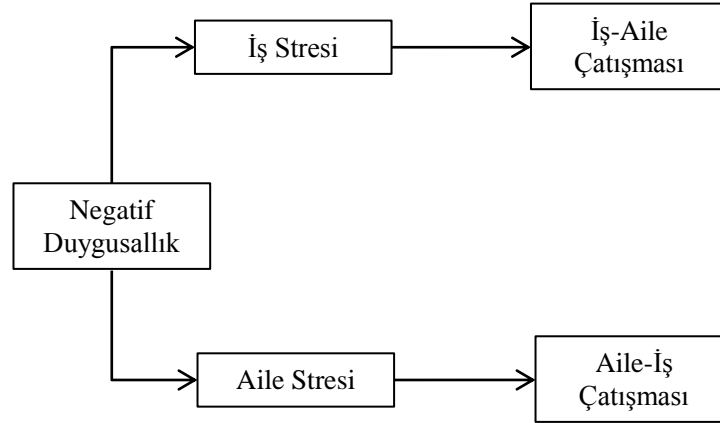 İş Stresi
İş-Aile
Çatışması
Negatif
Duygusallık
Aile Stresi
Aile-İş
Çatışması